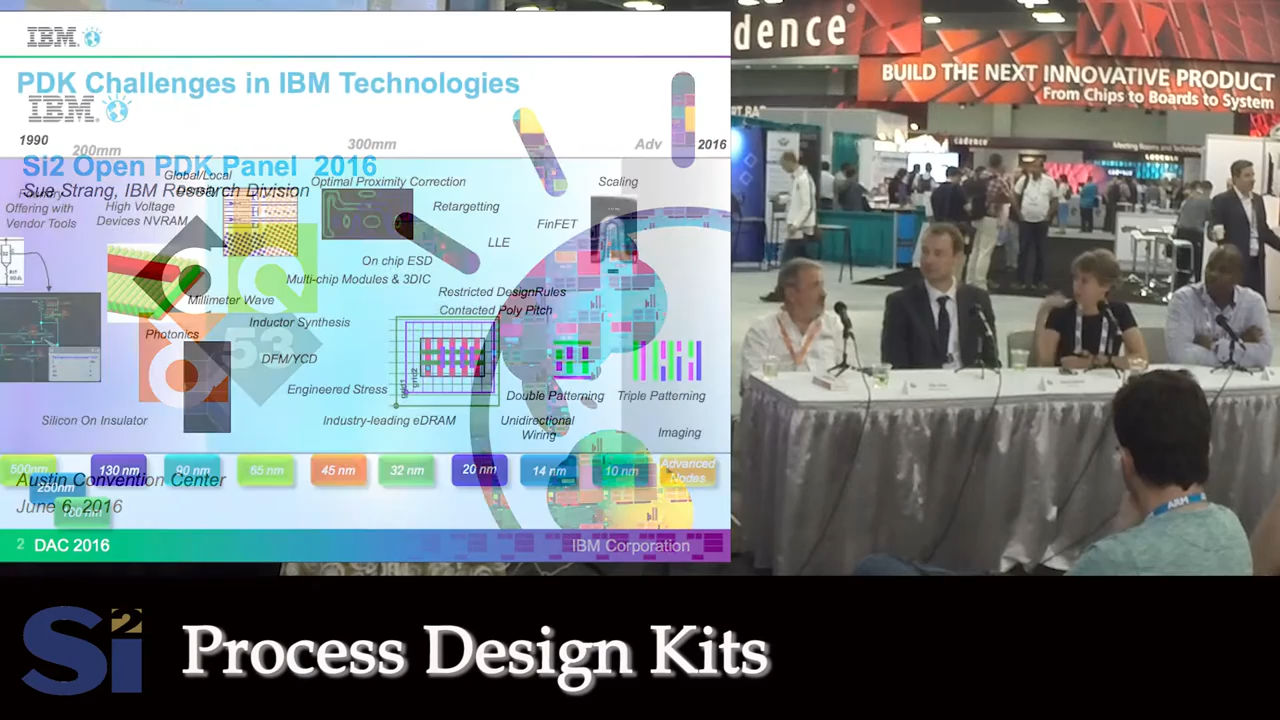 IBM
PDK Challenges in IBM Technologies
IBM
1990
200mm
300mm
Adv
2016
Si2 Open PDK Panel 2016
Sue Strang, IBM Research Division
Global/Local
Density
Optimal Proximity Correction
Scaling
Offering with
Vendor Tools
High Voltage
Devices NVRAM
Retargetting
FinFET
LLE
On chip ESD
Multi-chip Modules & 3DIC
Restricted DesignRules
Contacted Poly Pitch
Millimeter Wave
Inductor Synthesis
Photonics
53
DFM/YCD
Engineered Stress
Double Patterning
Triple Patterning
Silicon On Insulator
Industry-leading eDRAM
Unidirectional
Wiring
Imaging
500nm
130 nm
90 nm
65 nm
45 nm
32 nm
20 nm
14 nm
10 nm
Advanced
Nodes
250nm
Austin Convention Center
June 6, 2016
2 DAC 2016
IBM Corporation
dence
BUILD THE NEXT INNOVATIVE PRODUCT
From Chips to Boards to System
cadence
ARM
Si2
Process Design Kits